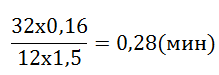 32х0,16
12х1,5
= 0,28(мин)